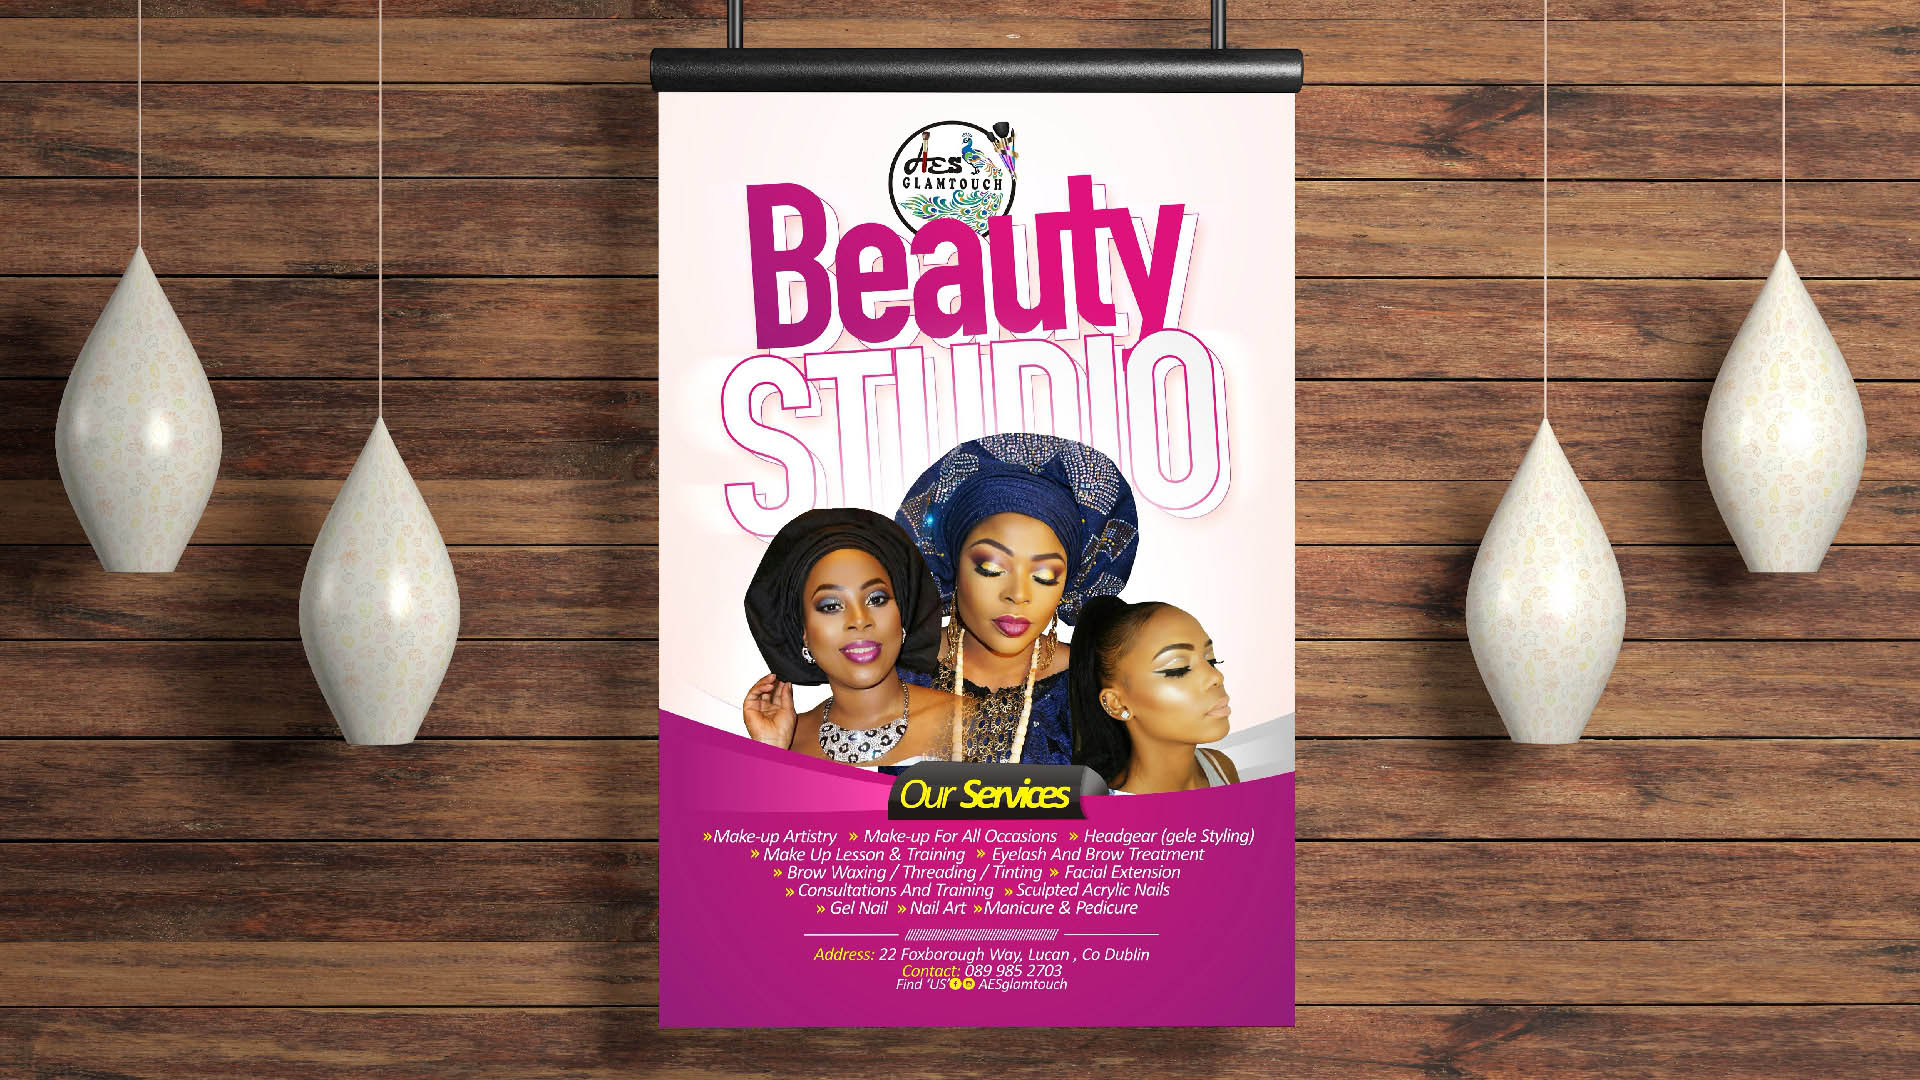 AES
GLAMTOUCH
Beauty
STUDIO
Our Services
» Make-up Artistry » Make-up For All Occasions » Headgear (gele Styling)
» Make Up Lesson & Training » Eyelash And Brow Treatment
» Brow Waxing / Threading / Tinting » Facial Extension
» Consultations And Training » Sculpted Acrylic Nails
» Gel Nail » Nail Art » Manicure & Pedicure
Address: 22 Foxborough Way, Lucan , Co Dublin
Contact: 089 985 2703
Find 'US' AESglamtouch